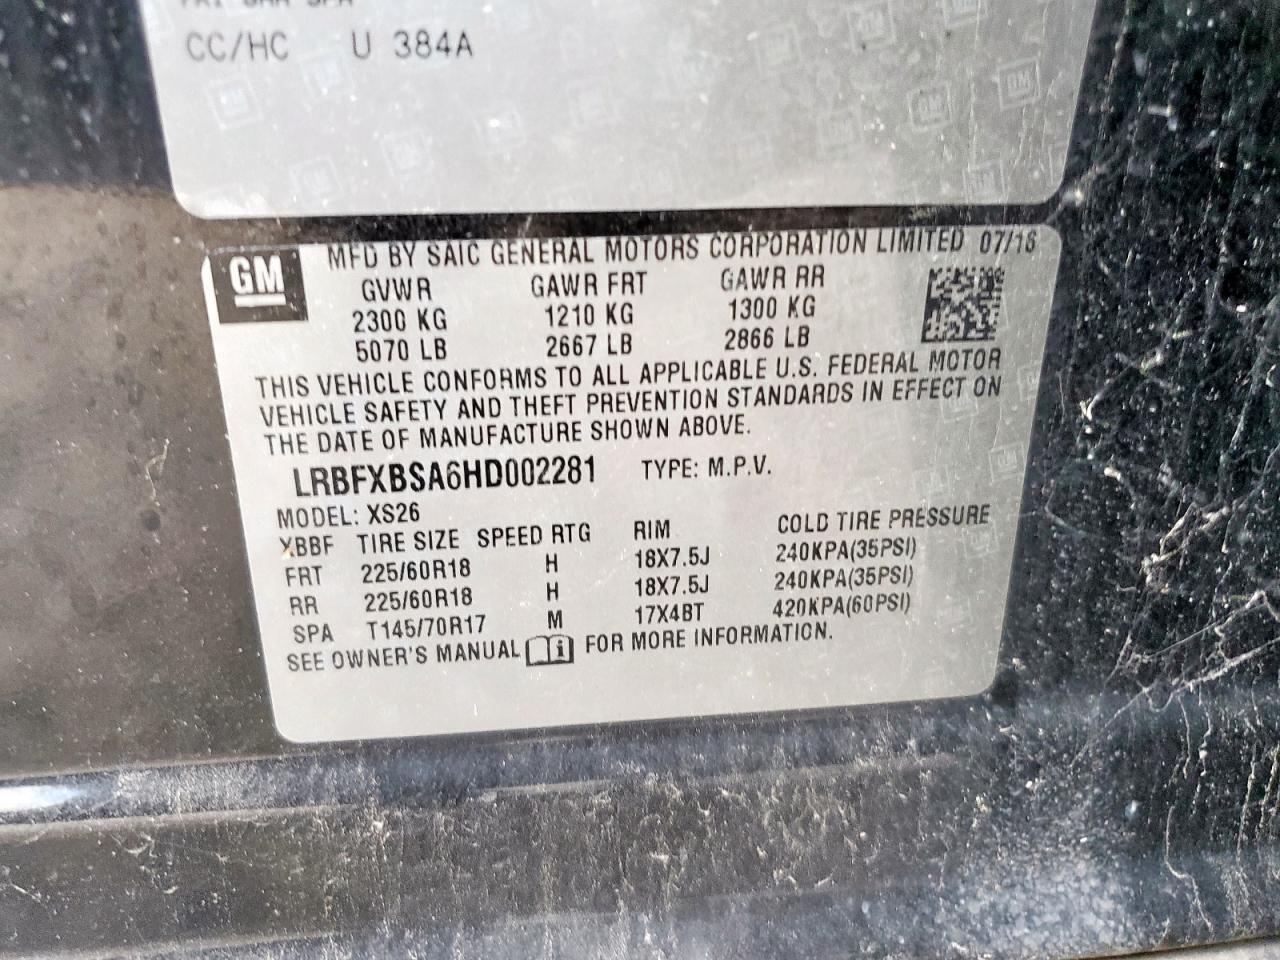 CC/HC U 384A
GM
MFD BY SAIC GENERAL MOTORS CORPORATION LIMITED 07/16
GVWR GAWR FRT GAWR RR
2300 KG 1210 KG 1300 KG
5070 LB 2667 LB 2866 LB
THIS VEHICLE CONFORMS TO ALL APPLICABLE U.S. FEDERAL MOTOR
VEHICLE SAFETY AND THEFT PREVENTION STANDARDS IN EFFECT ON
THE DATE OF MANUFACTURE SHOWN ABOVE.
LRBFXBSA6HD002281 TYPE: M.P.V.
MODEL: XS26
XBBF TIRE SIZE SPEED RTG RIM COLD TIRE PRESSURE
FRT 225/60R18 H 18X7.5J 240KPA(35PSI)
RR 225/60R18 H 18X7.5J 240KPA(35PSI)
SPA T145/70R17 M 17X4BT 420KPA(60PSI)
SEE OWNER'S MANUAL i FOR MORE INFORMATION.